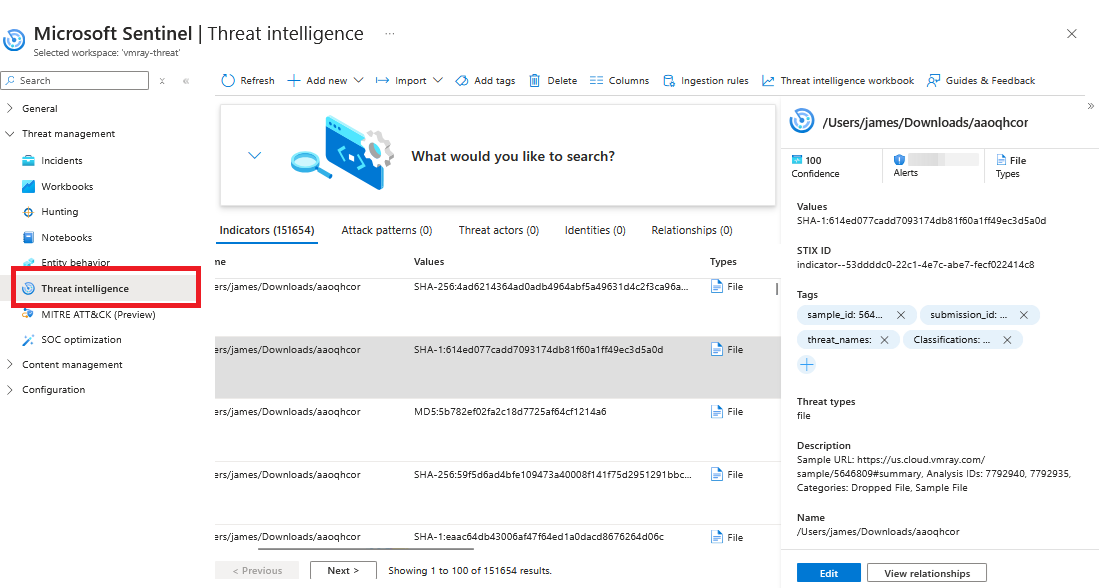 Microsoft Sentinel | Threat intelligence ...
Selected workspace: 'vmray-threat'
Search
General
Threat management
Incidents
Workbooks
Hunting
Notebooks
Entity behavior
Threat intelligence
MITRE ATT&CK (Preview)
SOC optimization
Content management
Configuration
Refresh Add new Import Add tags Delete Columns Ingestion rules Threat intelligence workbook Guides & Feedback
What would you like to search?
Indicators (151654) Attack patterns (0) Threat actors (0) Identities (0) Relationships (0)
me Values Types
ers/james/Downloads/aaoqhcor SHA-256:4ad6214364ad0adb4964abf5a49631d4c2f3ca96a... File
ers/james/Downloads/aaoqhcor SHA-1:614ed077cadd7093174db81f60a1ff49ec3d5a0d File
ers/james/Downloads/aaoqhcor MD5:5b782ef02fa2c18d7725af64cf1214a6 File
ers/james/Downloads/aaoqhcor SHA-256:59f5d6ad4bfe109473a40008f141f75d2951291bbc... File
ers/james/Downloads/aaoqhcor SHA-1:eaac64db43006af47f64ed1a0dacd8676264d06c File
< Previous Next > Showing 1 to 100 of 151654 results.
/Users/james/Downloads/aaoqhcor
100 File
Confidence Alerts Types
Values
SHA-1:614ed077cadd7093174db81f60a1ff49ec3d5a0d
STIX ID
indicator--53ddddc0-22c1-4e7c-abe7-fecf022414c8
Tags
sample_id: 564... submission_id: ...
threat_names: Classifications: ...
Threat types
file
Description
Sample URL: https://us.cloud.vmray.com/
sample/5646809#summary, Analysis IDs: 7792940, 7792935,
Categories: Dropped File, Sample File
Name
/Users/james/Downloads/aaoqhcor
Edit View relationships